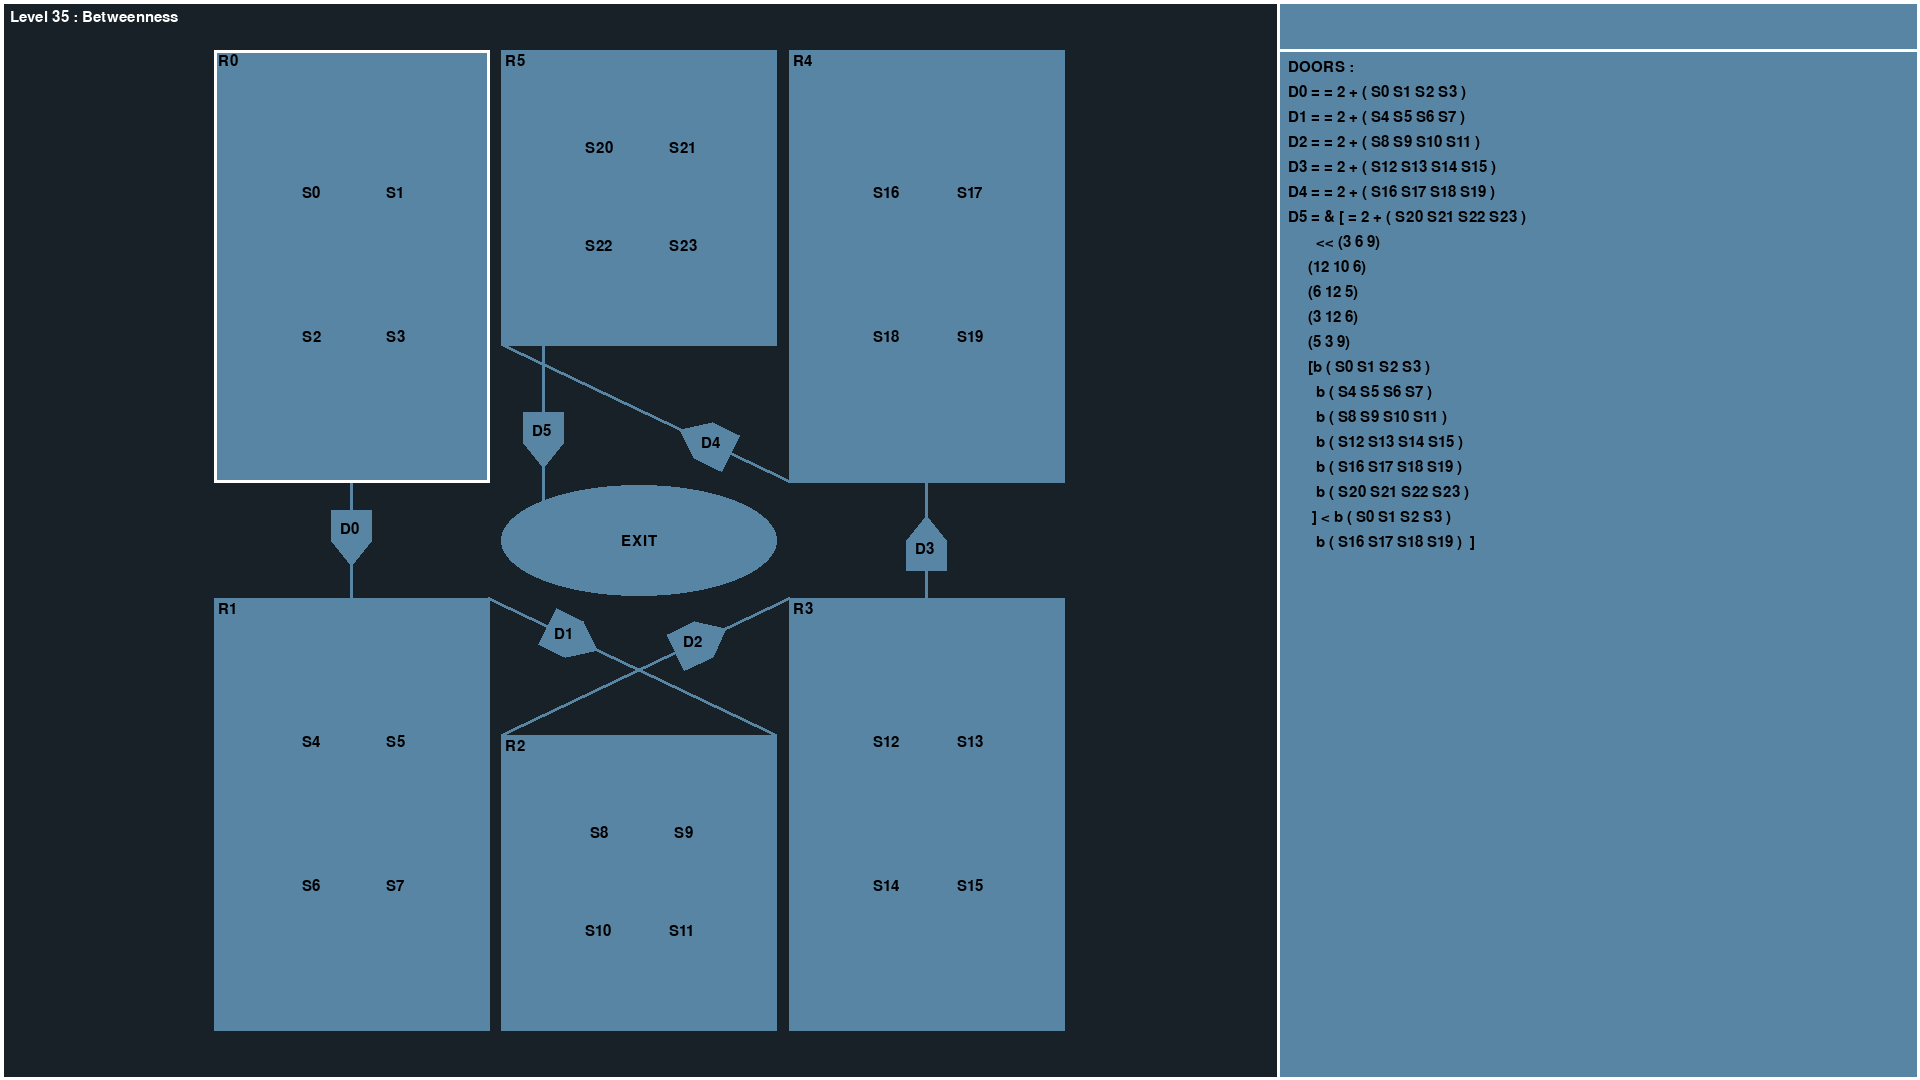 Level 35 : Betweenness
R0
R5
R4
S20 S21
S0 S1
S16 S17
S22 S23
S2 S3
S18 S19
D5
D4
D0
EXIT
D3
R1
R3
D1
D2
S4 S5
R2
S12 S13
S8 S9
S6 S7
S14 S15
S10 S11
DOORS :
D0 = = 2 + ( S0 S1 S2 S3 )
D1 = = 2 + ( S4 S5 S6 S7 )
D2 = = 2 + ( S8 S9 S10 S11 )
D3 = = 2 + ( S12 S13 S14 S15 )
D4 = = 2 + ( S16 S17 S18 S19 )
D5 = & [ = 2 + ( S20 S21 S22 S23 )
<< (3 6 9)
(12 10 6)
(6 12 5)
(3 12 6)
(5 3 9)
[b ( S0 S1 S2 S3 )
b ( S4 S5 S6 S7 )
b ( S8 S9 S10 S11 )
b ( S12 S13 S14 S15 )
b ( S16 S17 S18 S19 )
b ( S20 S21 S22 S23 )
] < b ( S0 S1 S2 S3 )
b ( S16 S17 S18 S19 ) ]